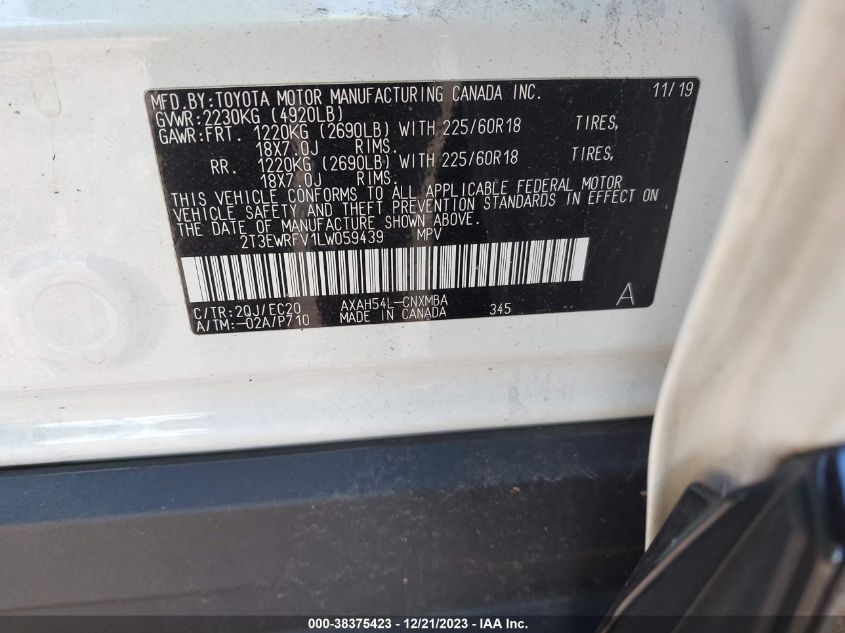 MFD.BY:TOYOTA MOTOR MANUFACTURING CANADA INC. 11/19
GVWR:2230KG (4920LB)
GAWR:FRT. 1220KG (2690LB) WITH 225/60R18 TIRES,
18X7.0J RIMS.
RR. 1220KG (2690LB) WITH 225/60R18 TIRES,
18X7.0J RIMS.
THIS VEHICLE CONFORMS TO ALL APPLICABLE FEDERAL MOTOR
VEHICLE SAFETY AND THEFT PREVENTION STANDARDS IN EFFECT ON
THE DATE OF MANUFACTURE SHOWN ABOVE.
2T3EWRFV1LW059439 MPV
C/TR:2QJ/EC20 AXAH54L-CNXMBA A
A/TM:-02A/P710 MADE IN CANADA 345
000-38375423 - 12/21/2023 - IAA Inc.